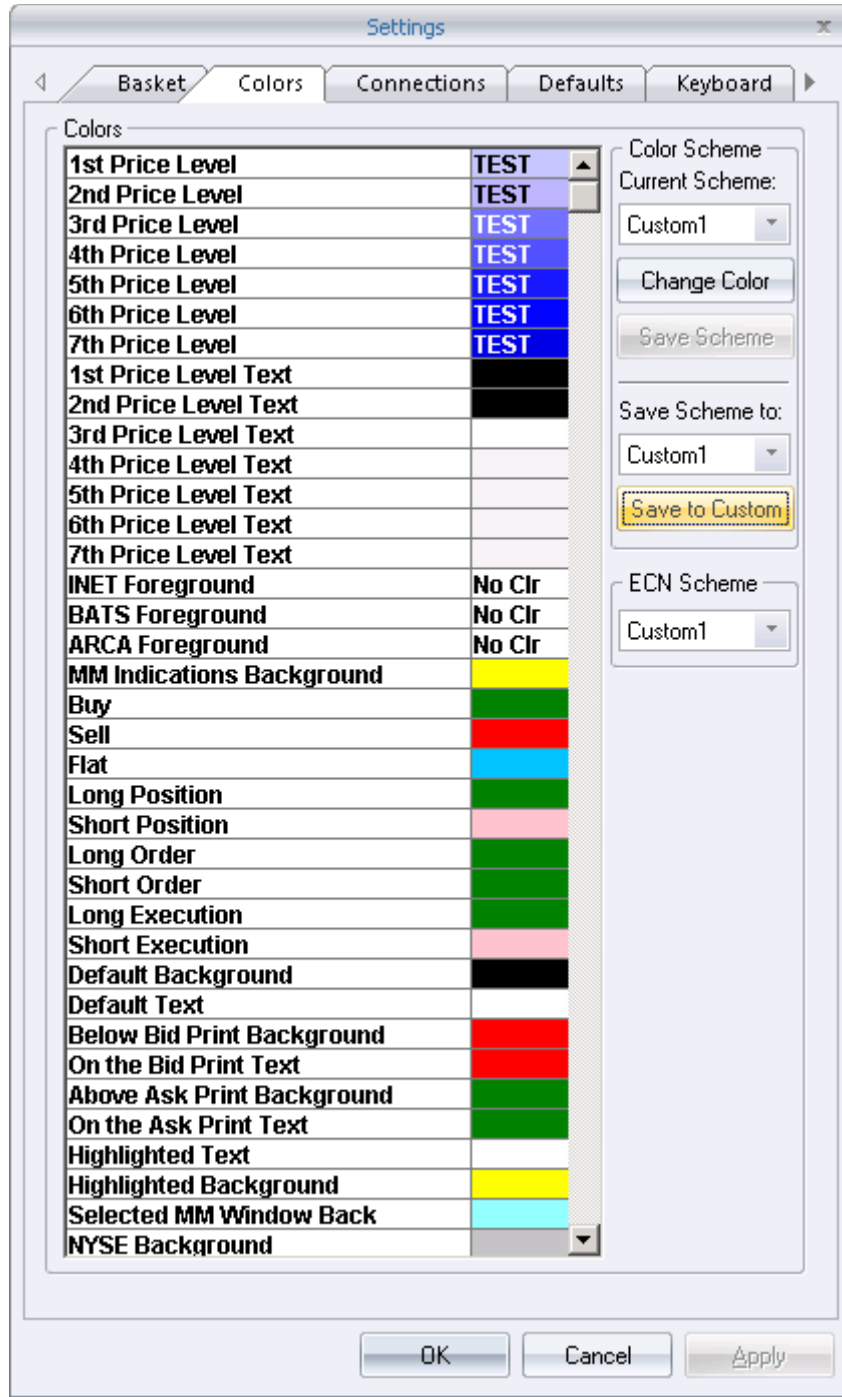 Settings
Basket
Colors
Connections
Defaults
Keyboard
Colors
1st Price Level TEST
2nd Price Level TEST
3rd Price Level TEST
4th Price Level TEST
5th Price Level TEST
6th Price Level TEST
7th Price Level TEST
1st Price Level Text
2nd Price Level Text
3rd Price Level Text
4th Price Level Text
5th Price Level Text
6th Price Level Text
7th Price Level Text
INET Foreground No Clr
BATS Foreground No Clr
ARCA Foreground No Clr
MM Indications Background
Buy
Sell
Flat
Long Position
Short Position
Long Order
Short Order
Long Execution
Short Execution
Default Background
Default Text
Below Bid Print Background
On the Bid Print Text
Above Ask Print Background
On the Ask Print Text
Highlighted Text
Highlighted Background
Selected MM Window Back
NYSE Background
Color Scheme
Current Scheme:
Custom1
Change Color
Save Scheme
Save Scheme to:
Custom1
Save to Custom
ECN Scheme
Custom1
OK
Cancel
Apply